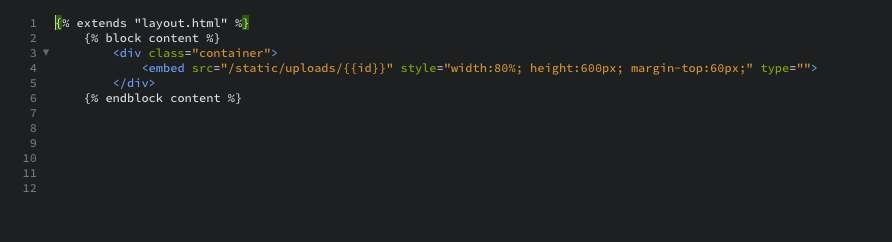 1 {% extends "layout.html" %}
2 {% block content %}
3 <div class="container">
4 <embed src="/static/uploads/{{id}}" style="width:80%; height:600px; margin-top:60px;" type="">
5 </div>
6 {% endblock content %}
7
8
9
10
11
12